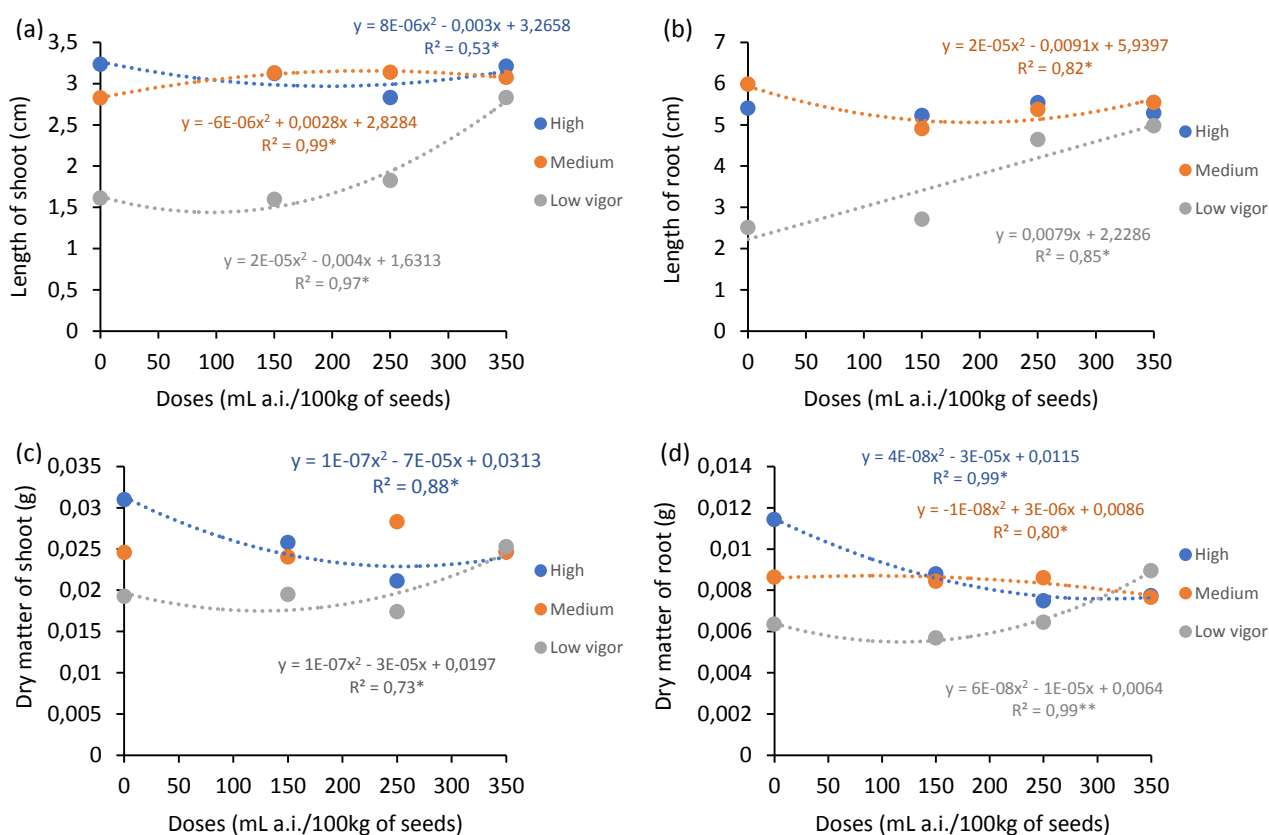 (a)
y = 8E-06x² - 0,003x + 3,2658
R² = 0,53*
3,5
3
2,5
2
1,5
1
0,5
0
Length of shoot (cm)
y = -6E-06x² + 0,0028x + 2,8284
R² = 0,99*
y = 2E-05x² - 0,004x + 1,6313
R² = 0,97*
High
Medium
Low vigor
0 50 100 150 200 250 300 350
Doses (mL a.i./100kg of seeds)
(b)
y = 2E-05x² - 0,0091x + 5,9397
R² = 0,82*
7
6
5
4
3
2
1
0
Length of root (cm)
y = 0,0079x + 2,2286
R² = 0,85*
High
Medium
Low vigor
0 50 100 150 200 250 300 350
Doses (mL a.i./100kg of seeds)
(c)
y = 1E-07x² - 7E-05x + 0,0313
R² = 0,88*
0,035
0,03
0,025
0,02
0,015
0,01
0,005
0
Dry matter of shoot (g)
y = 1E-07x² - 3E-05x + 0,0197
R² = 0,73*
High
Medium
Low vigor
0 50 100 150 200 250 300 350
Doses (mL a.i./100kg of seeds)
(d)
y = 4E-08x² - 3E-05x + 0,0115
R² = 0,99*
y = -1E-08x² + 3E-06x + 0,0086
R² = 0,80*
0,014
0,012
0,01
0,008
0,006
0,004
0,002
0
Dry matter of root (g)
y = 6E-08x² - 1E-05x + 0,0064
R² = 0,99**
High
Medium
Low vigor
0 50 100 150 200 250 300 350
Doses (mL a.i./100kg of seeds)